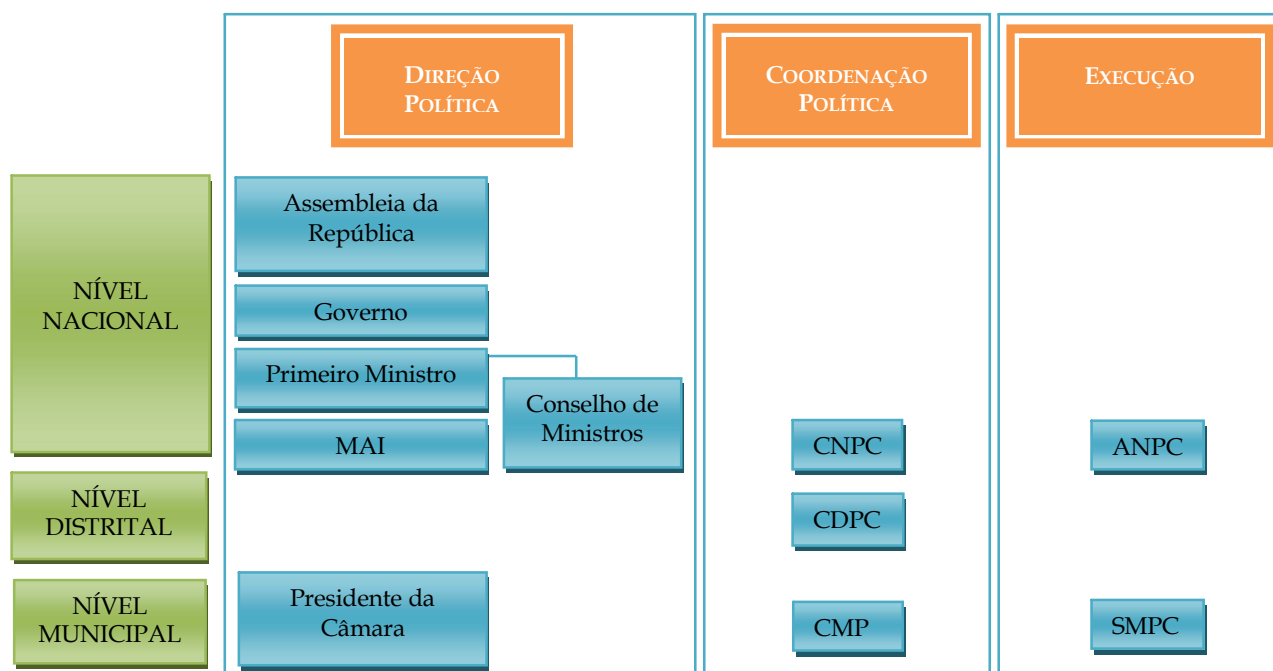 DIREÇÃO
POLÍTICA
COORDENAÇÃO
POLÍTICA
EXECUÇÃO
NÍVEL
NACIONAL
Assembleia da
República
Governo
Primeiro Ministro
Conselho de
Ministros
MAI
CNPC
ANPC
NÍVEL
DISTRITAL
CDPC
NÍVEL
MUNICIPAL
Presidente da
Câmara
CMP
SMPC